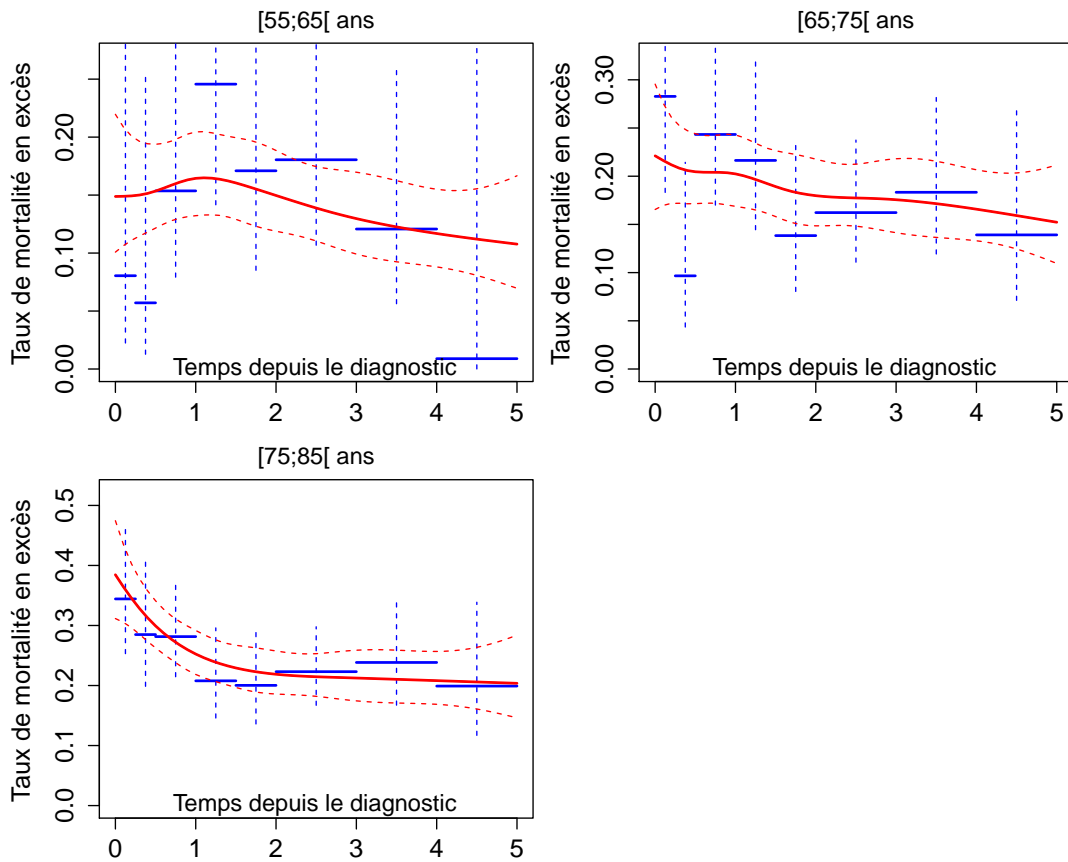 [55;65[ ans
Taux de mortalité en excès
0.00
0.10
0.20
Temps depuis le diagnostic
0 1 2 3 4 5
[65;75[ ans
Taux de mortalité en excès
0.00
0.10
0.20
0.30
Temps depuis le diagnostic
0 1 2 3 4 5
[75;85[ ans
Taux de mortalité en excès
0.0
0.1
0.2
0.3
0.4
0.5
Temps depuis le diagnostic
0 1 2 3 4 5